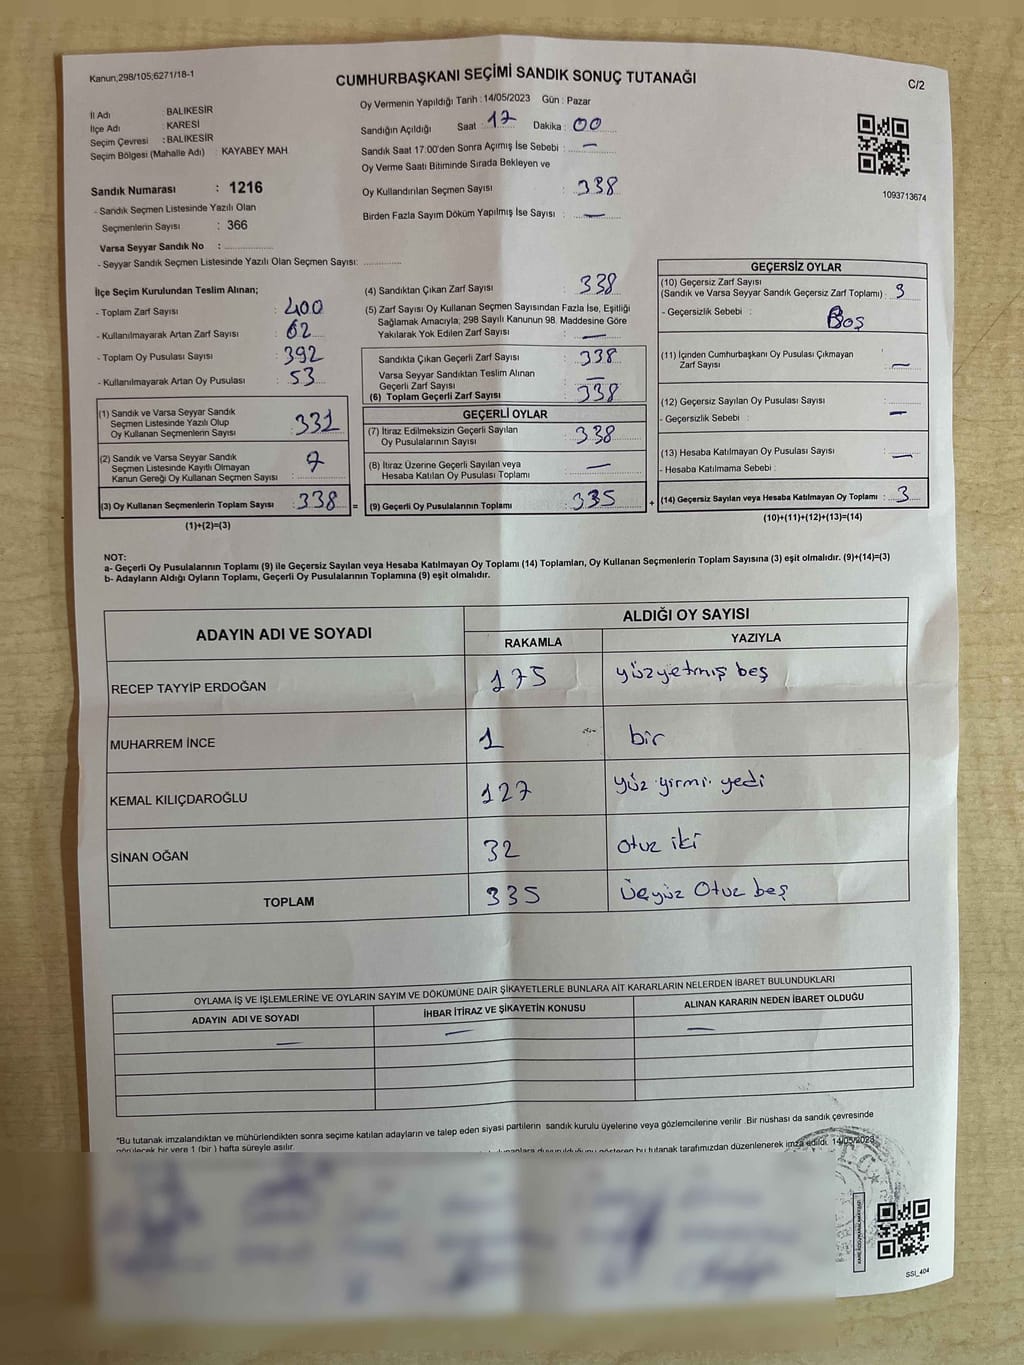 Kanun,298/105;6271/18-1
CUMHURBAŞKANI SEÇİMİ SANDIK SONUÇ TUTANAĞI
C/2
İl Adı : BALIKESİR
İlçe Adı : KARESİ
Seçim Çevresi : BALIKESİR
Seçim Bölgesi (Mahalle Adı) : KAYABEY MAH.
Oy Vermenin Yapıldığı Tarih : 14/05/2023 Gün : Pazar
Sandığın Açıldığı Saat : 17 Dakika : 00
Sandık Saat 17:00'den Sonra Açımış İse Sebebi : —
Oy Verme Saati Bitiminde Sırada Bekleyen ve
Oy Kullandırılan Seçmen Sayısı : 338
Birden Fazla Sayım Döküm Yapılmış İse Sayısı : —
1093713674
Sandık Numarası : 1216
- Sandık Seçmen Listesinde Yazılı Olan
Seçmenlerin Sayısı : 366
Varsa Seyyar Sandık No : ..............
- Seyyar Sandık Seçmen Listesinde Yazılı Olan Seçmen Sayısı: ............
İlçe Seçim Kurulundan Teslim Alınan;
- Toplam Zarf Sayısı : 400
- Kullanılmayarak Artan Zarf Sayısı : 62
- Toplam Oy Pusulası Sayısı : 392
- Kullanılmayarak Artan Oy Pusulası : 53
(1) Sandık ve Varsa Seyyar Sandık
Seçmen Listesinde Yazılı Olup
Oy Kullanan Seçmenlerin Sayısı : 331
(2) Sandık ve Varsa Seyyar Sandık
Seçmen Listesinde Kayıtlı Olmayan
Kanun Gereği Oy Kullanan Seçmen Sayısı : 7
(3) Oy Kullanan Seçmenlerin Toplam Sayısı : 338 =
(1)+(2)=(3)
(4) Sandıktan Çıkan Zarf Sayısı : 338
(5) Zarf Sayısı Oy Kullanan Seçmen Sayısından Fazla İse, Eşitliği
Sağlamak Amacıyla; 298 Sayılı Kanunun 98. Maddesine Göre
Yakılarak Yok Edilen Zarf Sayısı : —
Sandıkta Çıkan Geçerli Zarf Sayısı : 338
Varsa Seyyar Sandıktan Teslim Alınan
Geçerli Zarf Sayısı : —
(6) Toplam Geçerli Zarf Sayısı : 338
GEÇERLİ OYLAR
(7) İtiraz Edilmeksizin Geçerli Sayılan
Oy Pusulalarının Sayısı : 338
(8) İtiraz Üzerine Geçerli Sayılan veya
Hesaba Katılan Oy Pusulası Toplamı : —
(9) Geçerli Oy Pusulalarının Toplamı : 335 +
GEÇERSİZ OYLAR
(10) Geçersiz Zarf Sayısı
(Sandık ve Varsa Seyyar Sandık Geçersiz Zarf Toplamı) : 3
- Geçersizlik Sebebi : Boş
(11) İçinden Cumhurbaşkanı Oy Pusulası Çıkmayan
Zarf Sayısı : —
(12) Geçersiz Sayılan Oy Pusulası Sayısı :
- Geçersizlik Sebebi : —
(13) Hesaba Katılmayan Oy Pusulası Sayısı : —
- Hesaba Katılmama Sebebi :
(14) Geçersiz Sayılan veya Hesaba Katılmayan Oy Toplamı : 3
(10)+(11)+(12)+(13)=(14)
NOT:
a- Geçerli Oy Pusulalarının Toplamı (9) ile Geçersiz Sayılan veya Hesaba Katılmayan Oy Toplamı (14) Toplamları, Oy Kullanan Seçmenlerin Toplam Sayısına (3) eşit olmalıdır. (9)+(14)=(3)
b- Adayların Aldığı Oyların Toplamı, Geçerli Oy Pusulalarının Toplamına (9) eşit olmalıdır.
ADAYIN ADI VE SOYADI
ALDIĞI OY SAYISI
RAKAMLA YAZIYLA
RECEP TAYYİP ERDOĞAN 175 yüzyetmiş beş
MUHARREM İNCE 1 bir
KEMAL KILIÇDAROĞLU 127 yüz yirmi yedi
SİNAN OĞAN 32 otuz iki
TOPLAM 335 Üçyüz Otuz beş
OYLAMA İŞ VE İŞLEMLERİNE VE OYLARIN SAYIM VE DÖKÜMÜNE DAİR ŞİKAYETLERLE BUNLARA AİT KARARLARIN NELERDEN İBARET BULUNDUKLARI
ADAYIN ADI VE SOYADI İHBAR İTİRAZ VE ŞİKAYETİN KONUSU ALINAN KARARIN NEDEN İBARET OLDUĞU
— — —
*Bu tutanak imzalandıktan ve mühürlendikten sonra seçime katılan adayların ve talep eden siyasi partilerin sandık kurulu üyelerine veya gözlemcilerine verilir. Bir nüshası da sandık çevresinde
görülecek bir yere 1 (bir) hafta süreyle asılır.
bu tutanak tarafımızdan düzenlenerek imza edildi. 14/05/2023
SSI_404